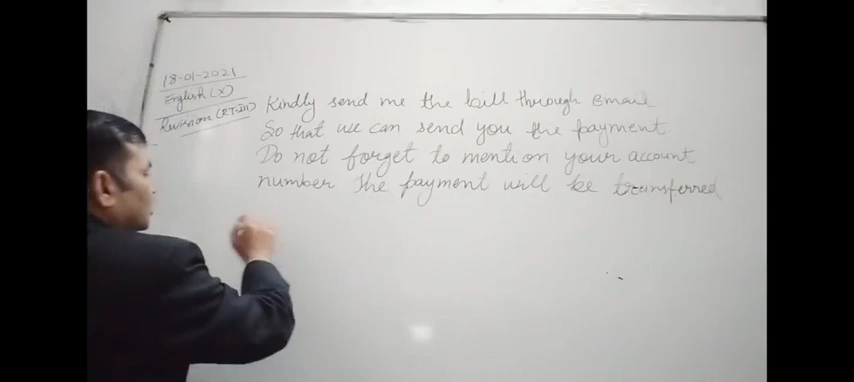 18-01-2021
English (X)
Revision (RT-III)
Kindly send me the bill through email
So that we can send you the payment
Do not forget to mention your account
number The payment will be transferred